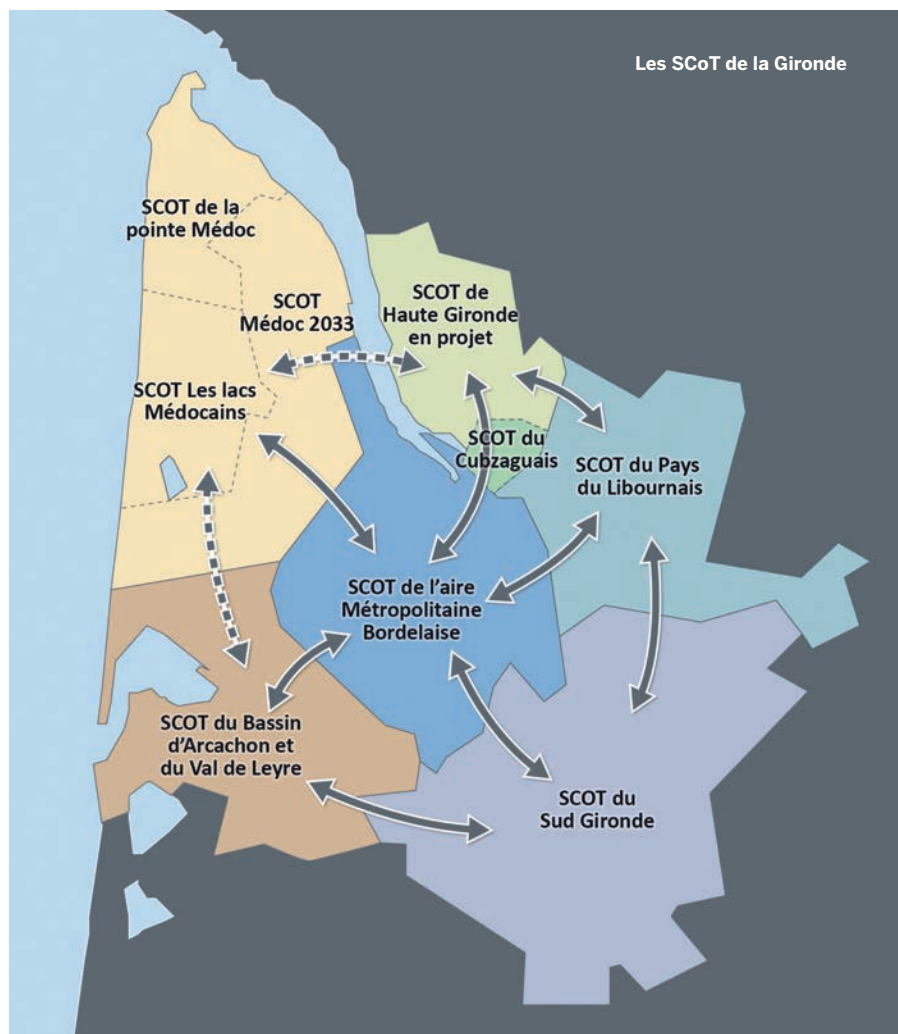 Les SCoT de la Gironde
SCOT de la
pointe Médoc
SCOT
Médoc 2033
SCOT de
Haute Gironde
en projet
SCOT Les lacs
Médocains
SCOT du
Cubzaguais
SCOT du Pays
du Libournais
SCOT de l'aire
Métropolitaine
Bordelaise
SCOT du Bassin
d'Arcachon et
du Val de Leyre
SCOT du
Sud Gironde